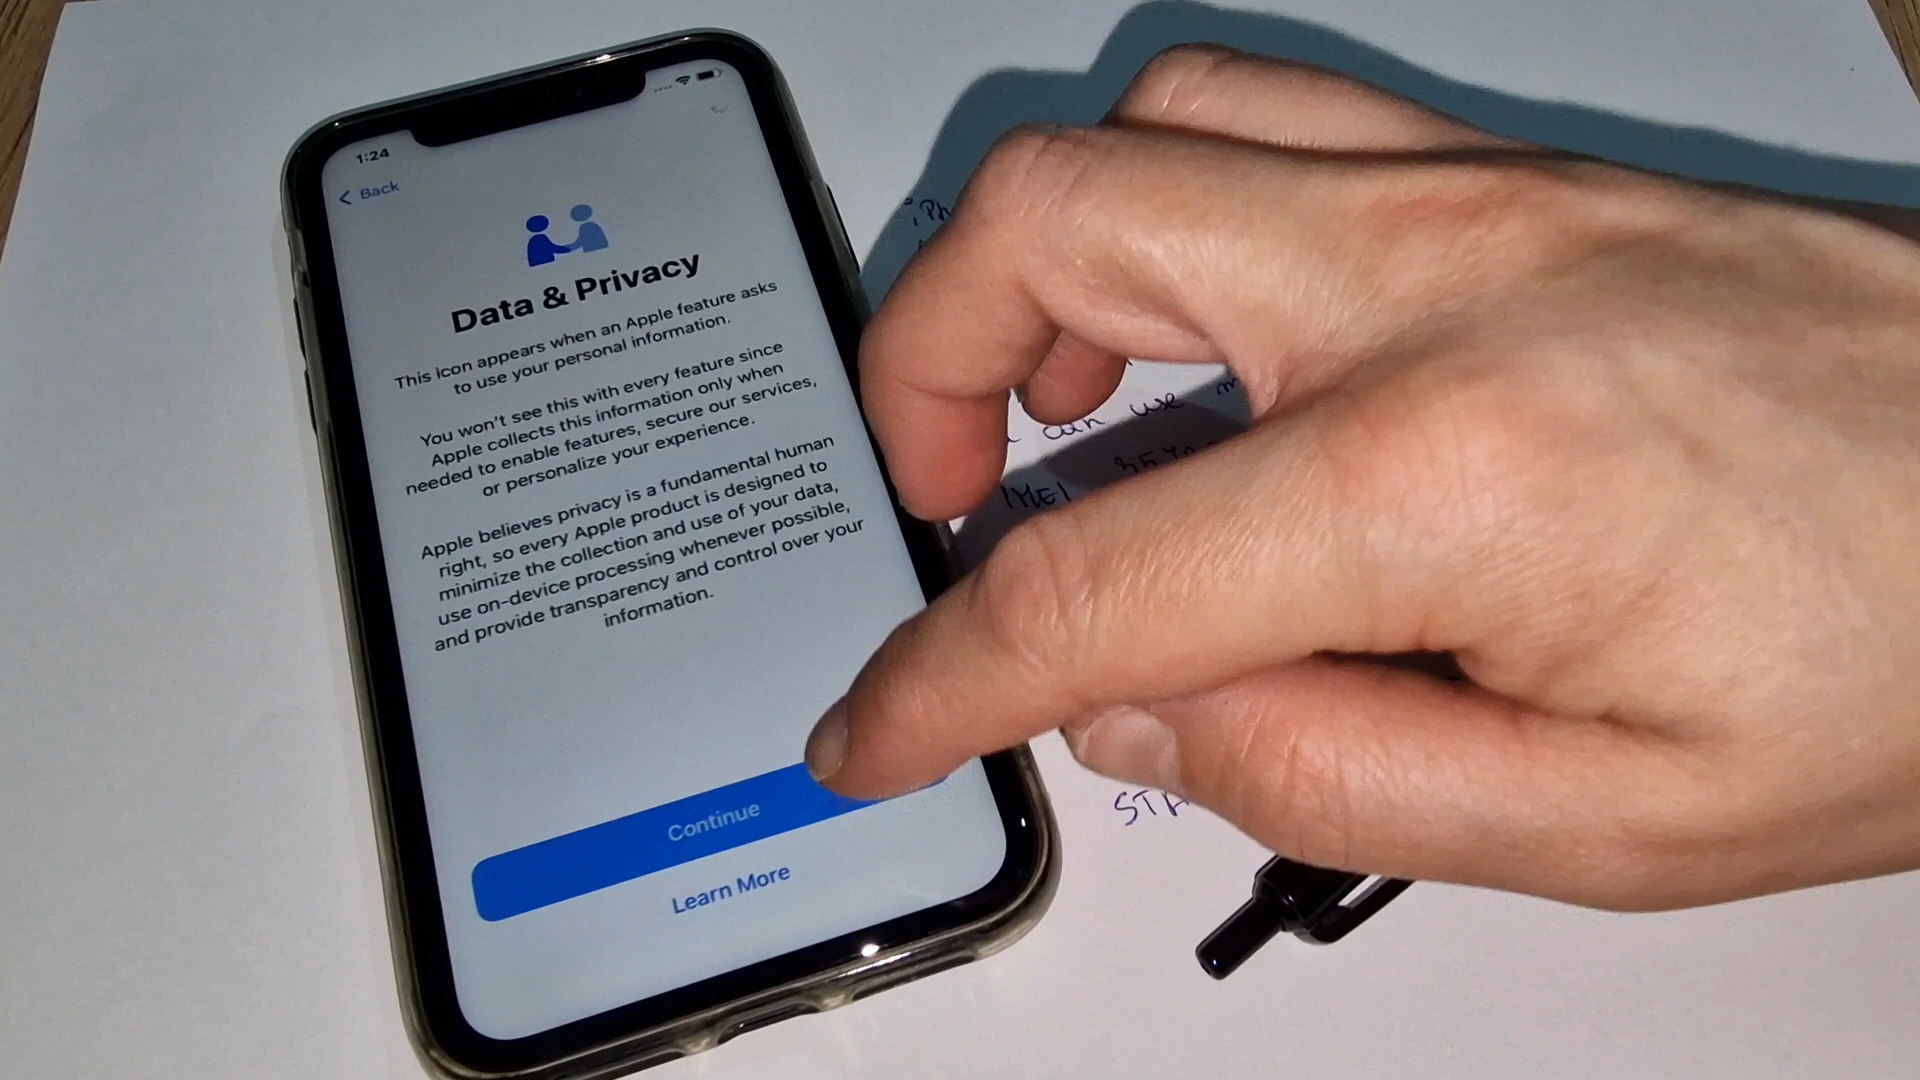 1:24
Back
Data & Privacy
This icon appears when an Apple feature asks
to use your personal information.
You won't see this with every feature since
Apple collects this information only when
needed to enable features, secure our services,
or personalize your experience.
Apple believes privacy is a fundamental human
right, so every Apple product is designed to
minimize the collection and use of your data,
use on-device processing whenever possible,
and provide transparency and control over your
information.
Continue
Learn More
can use
IMEI